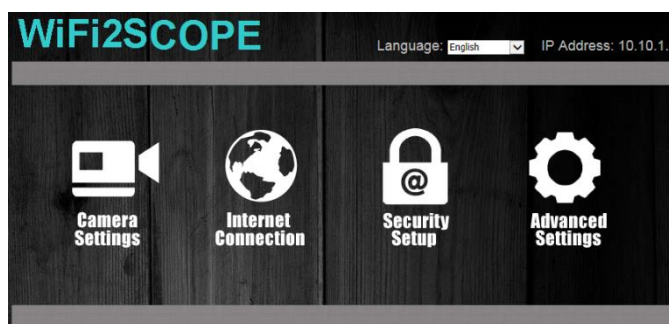 WiFi2SCOPE
Language: English IP Address: 10.10.1.
Camera
Settings
Internet
Connection
@
Security
Setup
Advanced
Settings